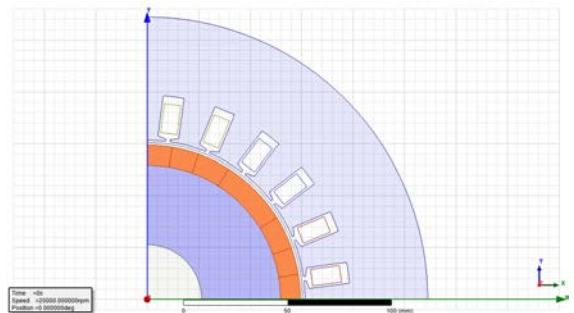 Y
X
Time =0s
Speed =20000.000000rpm
Position =0.000000deg
0
50
100 (mm)
Y
X